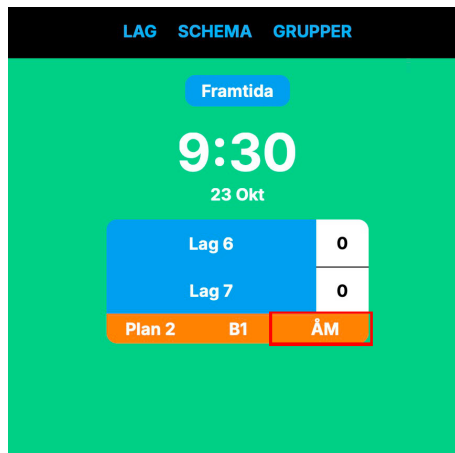 LAG SCHEMA GRUPPER
Framtida
9:30
23 Okt
Lag 6 0
Lag 7 0
Plan 2 B1 ÅM